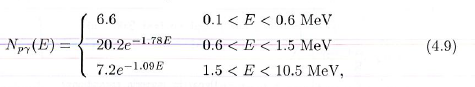 6.6 0.1 < E < 0.6 MeV
N_{pγ}(E) = { 20.2e^{−1.78E} 0.6 < E < 1.5 MeV (4.9)
7.2e^{−1.09E} 1.5 < E < 10.5 MeV,